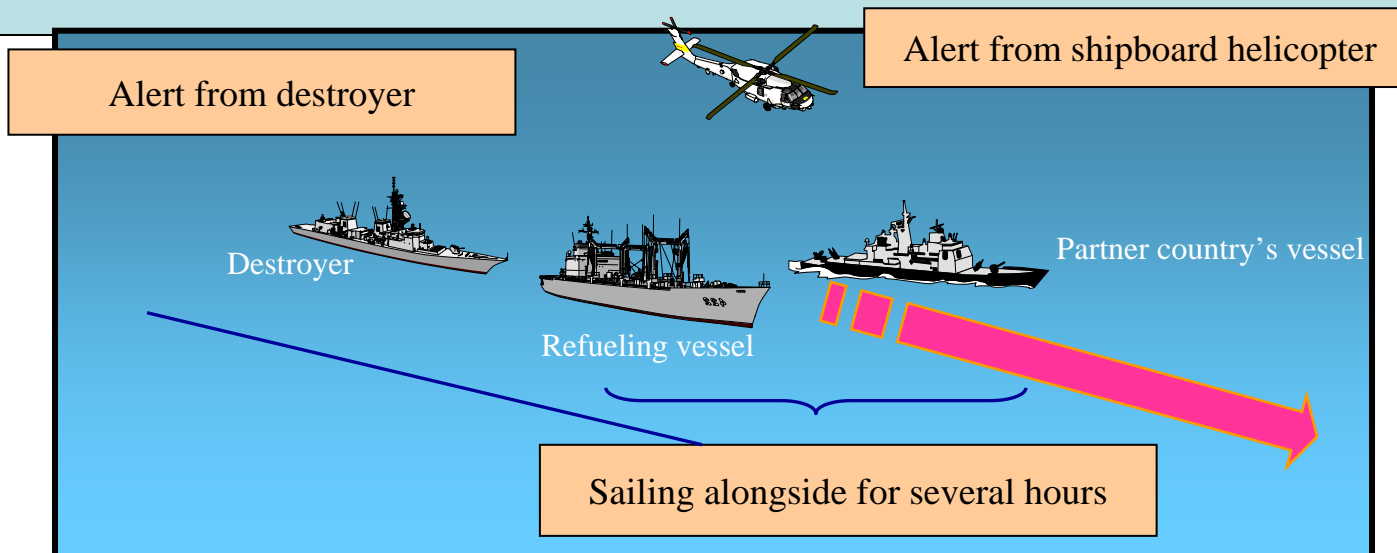 Alert from shipboard helicopter
Alert from destroyer
Destroyer
Partner country's vessel
Refueling vessel
Sailing alongside for several hours